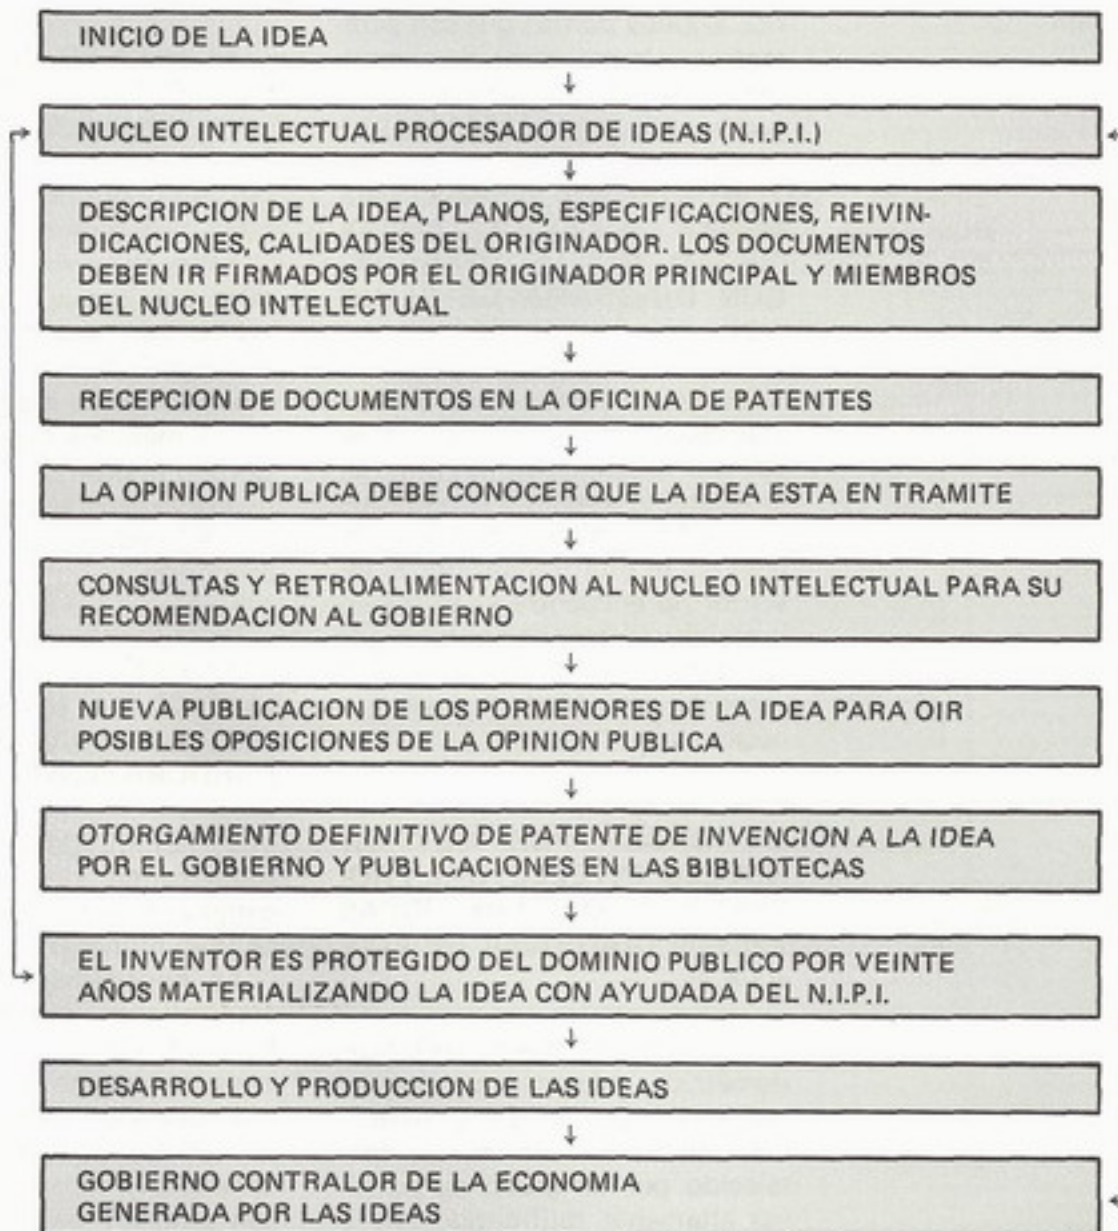 INICIO DE LA IDEA
NUCLEO INTELECTUAL PROCESADOR DE IDEAS (N.I.P.I.)
DESCRIPCION DE LA IDEA, PLANOS, ESPECIFICACIONES, REIVIN-
DICACIONES, CALIDADES DEL ORIGINADOR. LOS DOCUMENTOS
DEBEN IR FIRMADOS POR EL ORIGINADOR PRINCIPAL Y MIEMBROS
DEL NUCLEO INTELECTUAL
RECEPCION DE DOCUMENTOS EN LA OFICINA DE PATENTES
LA OPINION PUBLICA DEBE CONOCER QUE LA IDEA ESTA EN TRAMITE
CONSULTAS Y RETROALIMENTACION AL NUCLEO INTELECTUAL PARA SU
RECOMENDACION AL GOBIERNO
NUEVA PUBLICACION DE LOS PORMENORES DE LA IDEA PARA OIR
POSIBLES OPOSICIONES DE LA OPINION PUBLICA
OTORGAMIENTO DEFINITIVO DE PATENTE DE INVENCION A LA IDEA
POR EL GOBIERNO Y PUBLICACIONES EN LAS BIBLIOTECAS
EL INVENTOR ES PROTEGIDO DEL DOMINIO PUBLICO POR VEINTE
AÑOS MATERIALIZANDO LA IDEA CON AYUDADA DEL N.I.P.I.
DESARROLLO Y PRODUCCION DE LAS IDEAS
GOBIERNO CONTRALOR DE LA ECONOMIA
GENERADA POR LAS IDEAS